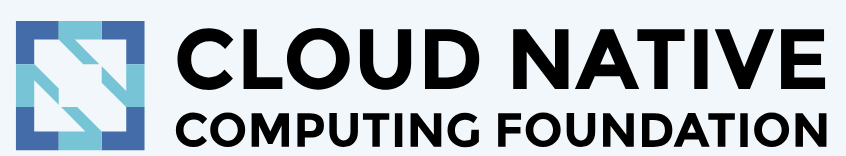 CLOUD NATIVE
COMPUTING FOUNDATION